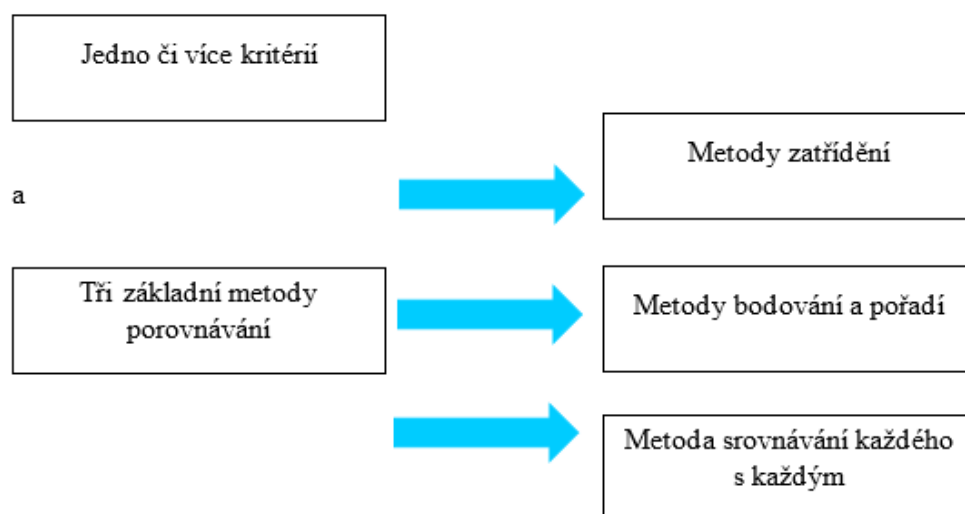 Jedno či více kritérií
Metody zatřídění
a
Tři základní metody
porovnávání
Metody bodování a pořadí
Metoda srovnávání každého
s každým